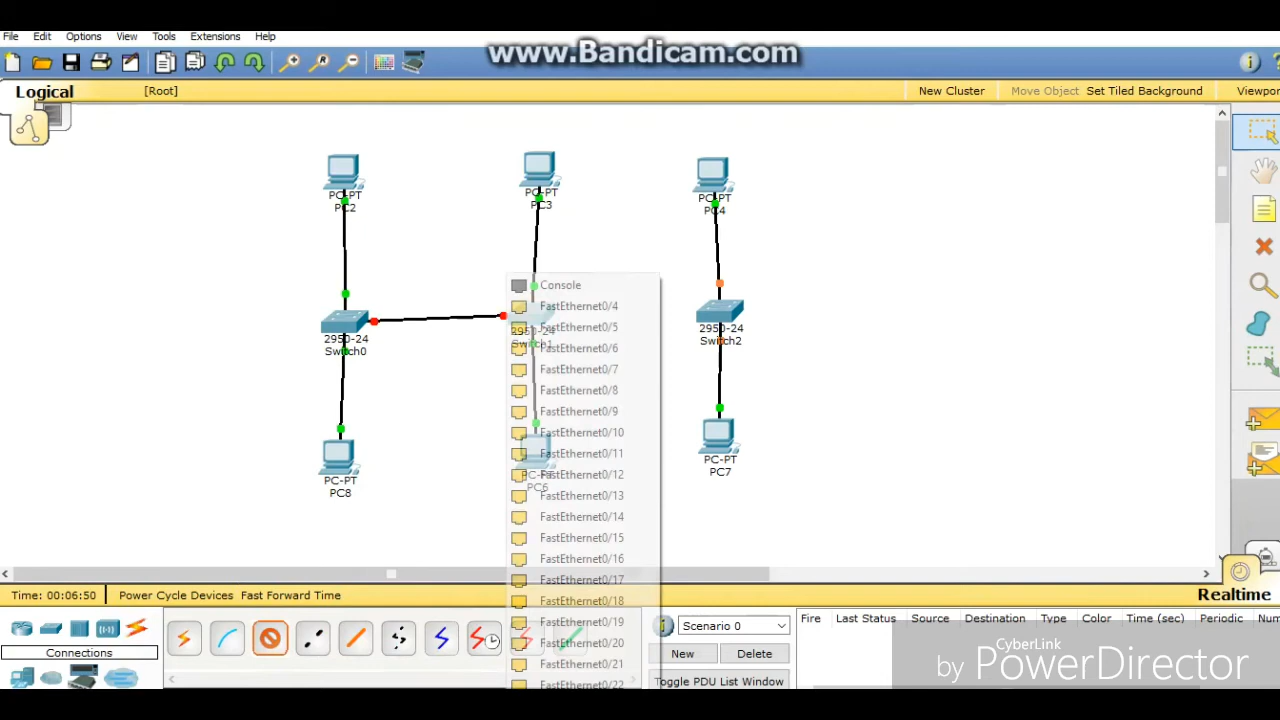 www.Bandicam.com
File Edit Options View Tools Extensions Help
Logical [Root] New Cluster Move Object Set Tiled Background Viewpor
PC-PT
PC2
PC-PT
PC3
PC-PT
PC4
2950-24
Switch0
2950-24
Switch1
2950-24
Switch2
PC-PT
PC8
PC-PT
PC-PT
PC7
Console
FastEthernet0/4
FastEthernet0/5
FastEthernet0/6
FastEthernet0/7
FastEthernet0/8
FastEthernet0/9
FastEthernet0/10
FastEthernet0/11
FastEthernet0/12
FastEthernet0/13
FastEthernet0/14
FastEthernet0/15
FastEthernet0/16
FastEthernet0/17
FastEthernet0/18
FastEthernet0/19
FastEthernet0/20
FastEthernet0/21
FastEthernet0/22
Time: 00:06:50 Power Cycle Devices Fast Forward Time Realtime
Connections
Scenario 0
New Delete
Toggle PDU List Window
Fire Last Status Source Destination Type Color Time (sec) Periodic
CyberLink
by PowerDirector